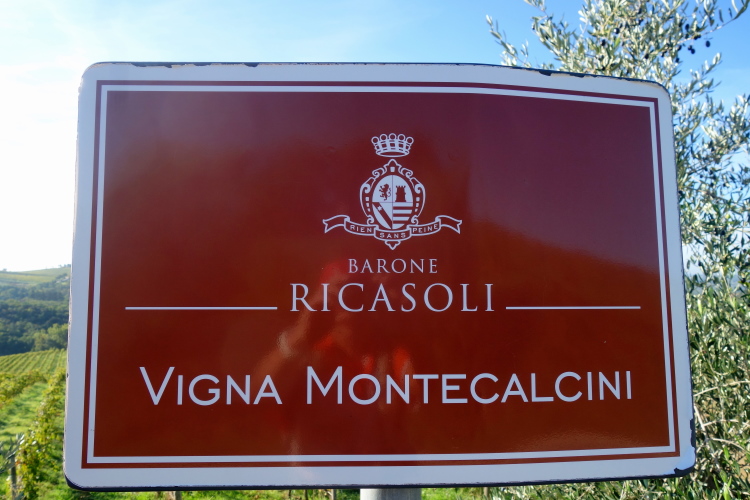 RIEN SANS PEINE
BARONE
RICASOLI
VIGNA MONTECALCINI